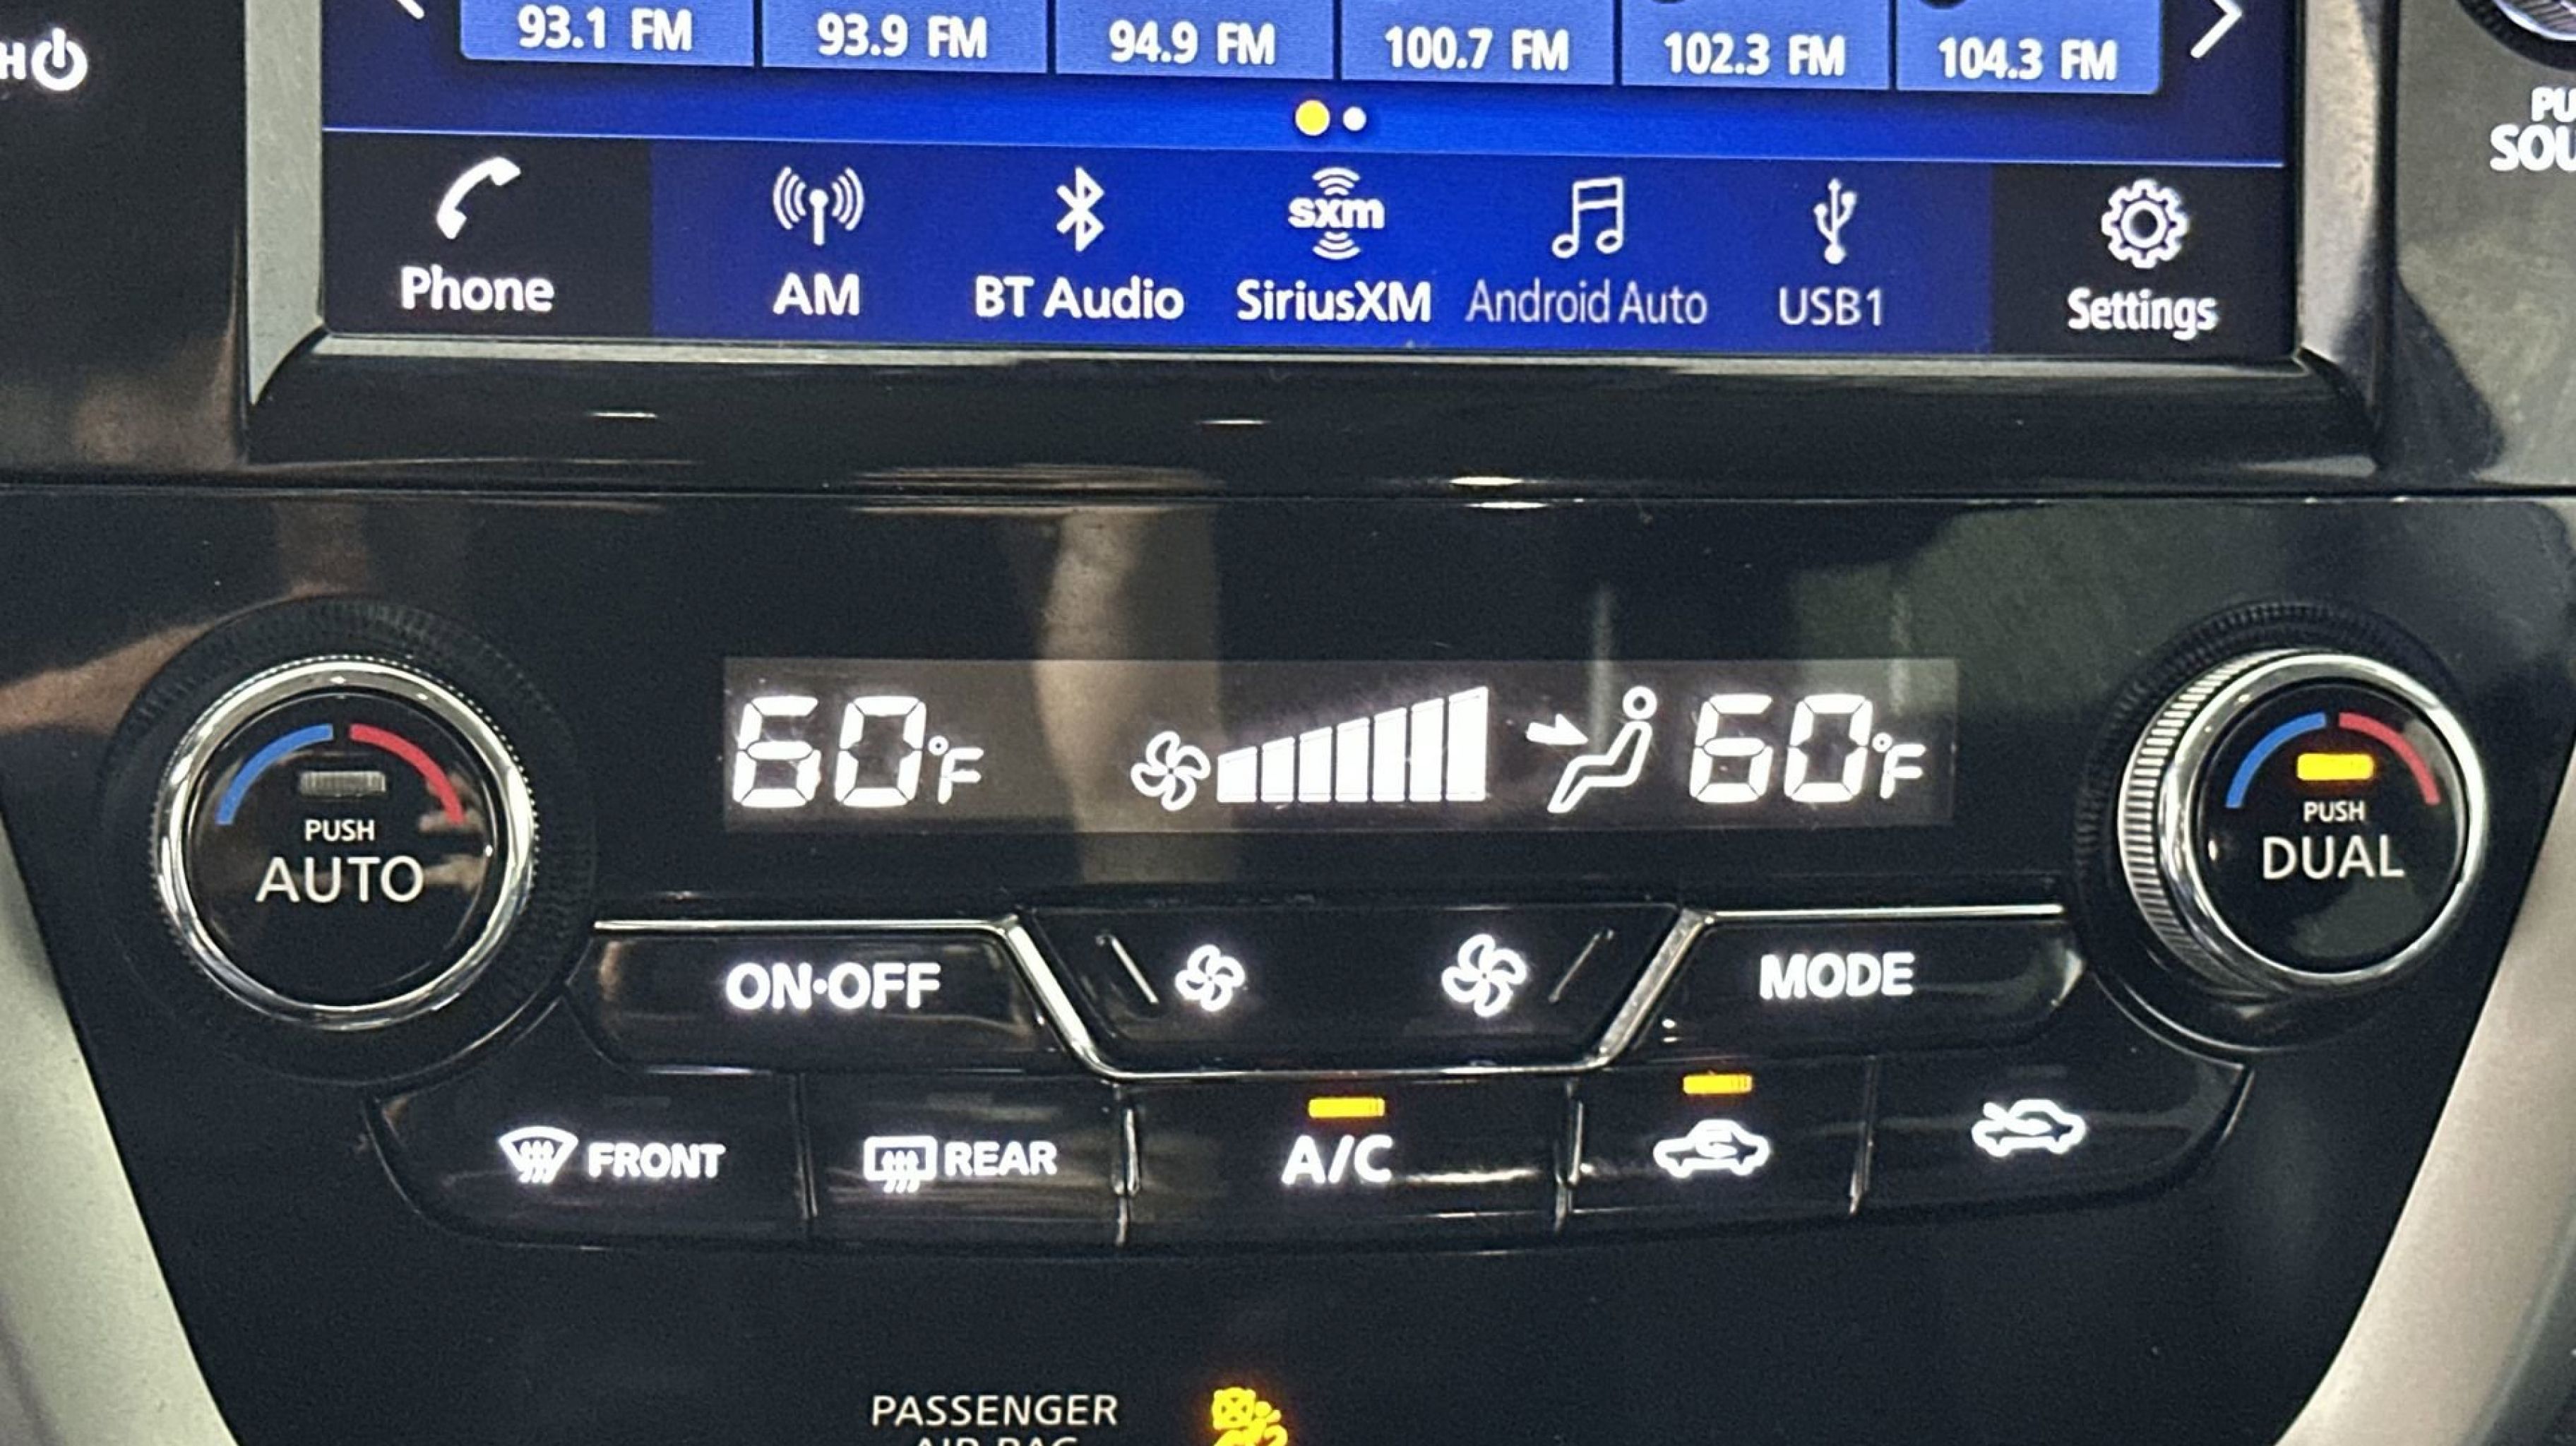 93.1 FM 93.9 FM 94.9 FM 100.7 FM 102.3 FM 104.3 FM
Phone AM BT Audio sxm SiriusXM Android Auto USB1 Settings
60°F 60°F
PUSH
AUTO
PUSH
DUAL
ON·OFF MODE
FRONT REAR A/C
PASSENGER
AIR BAG